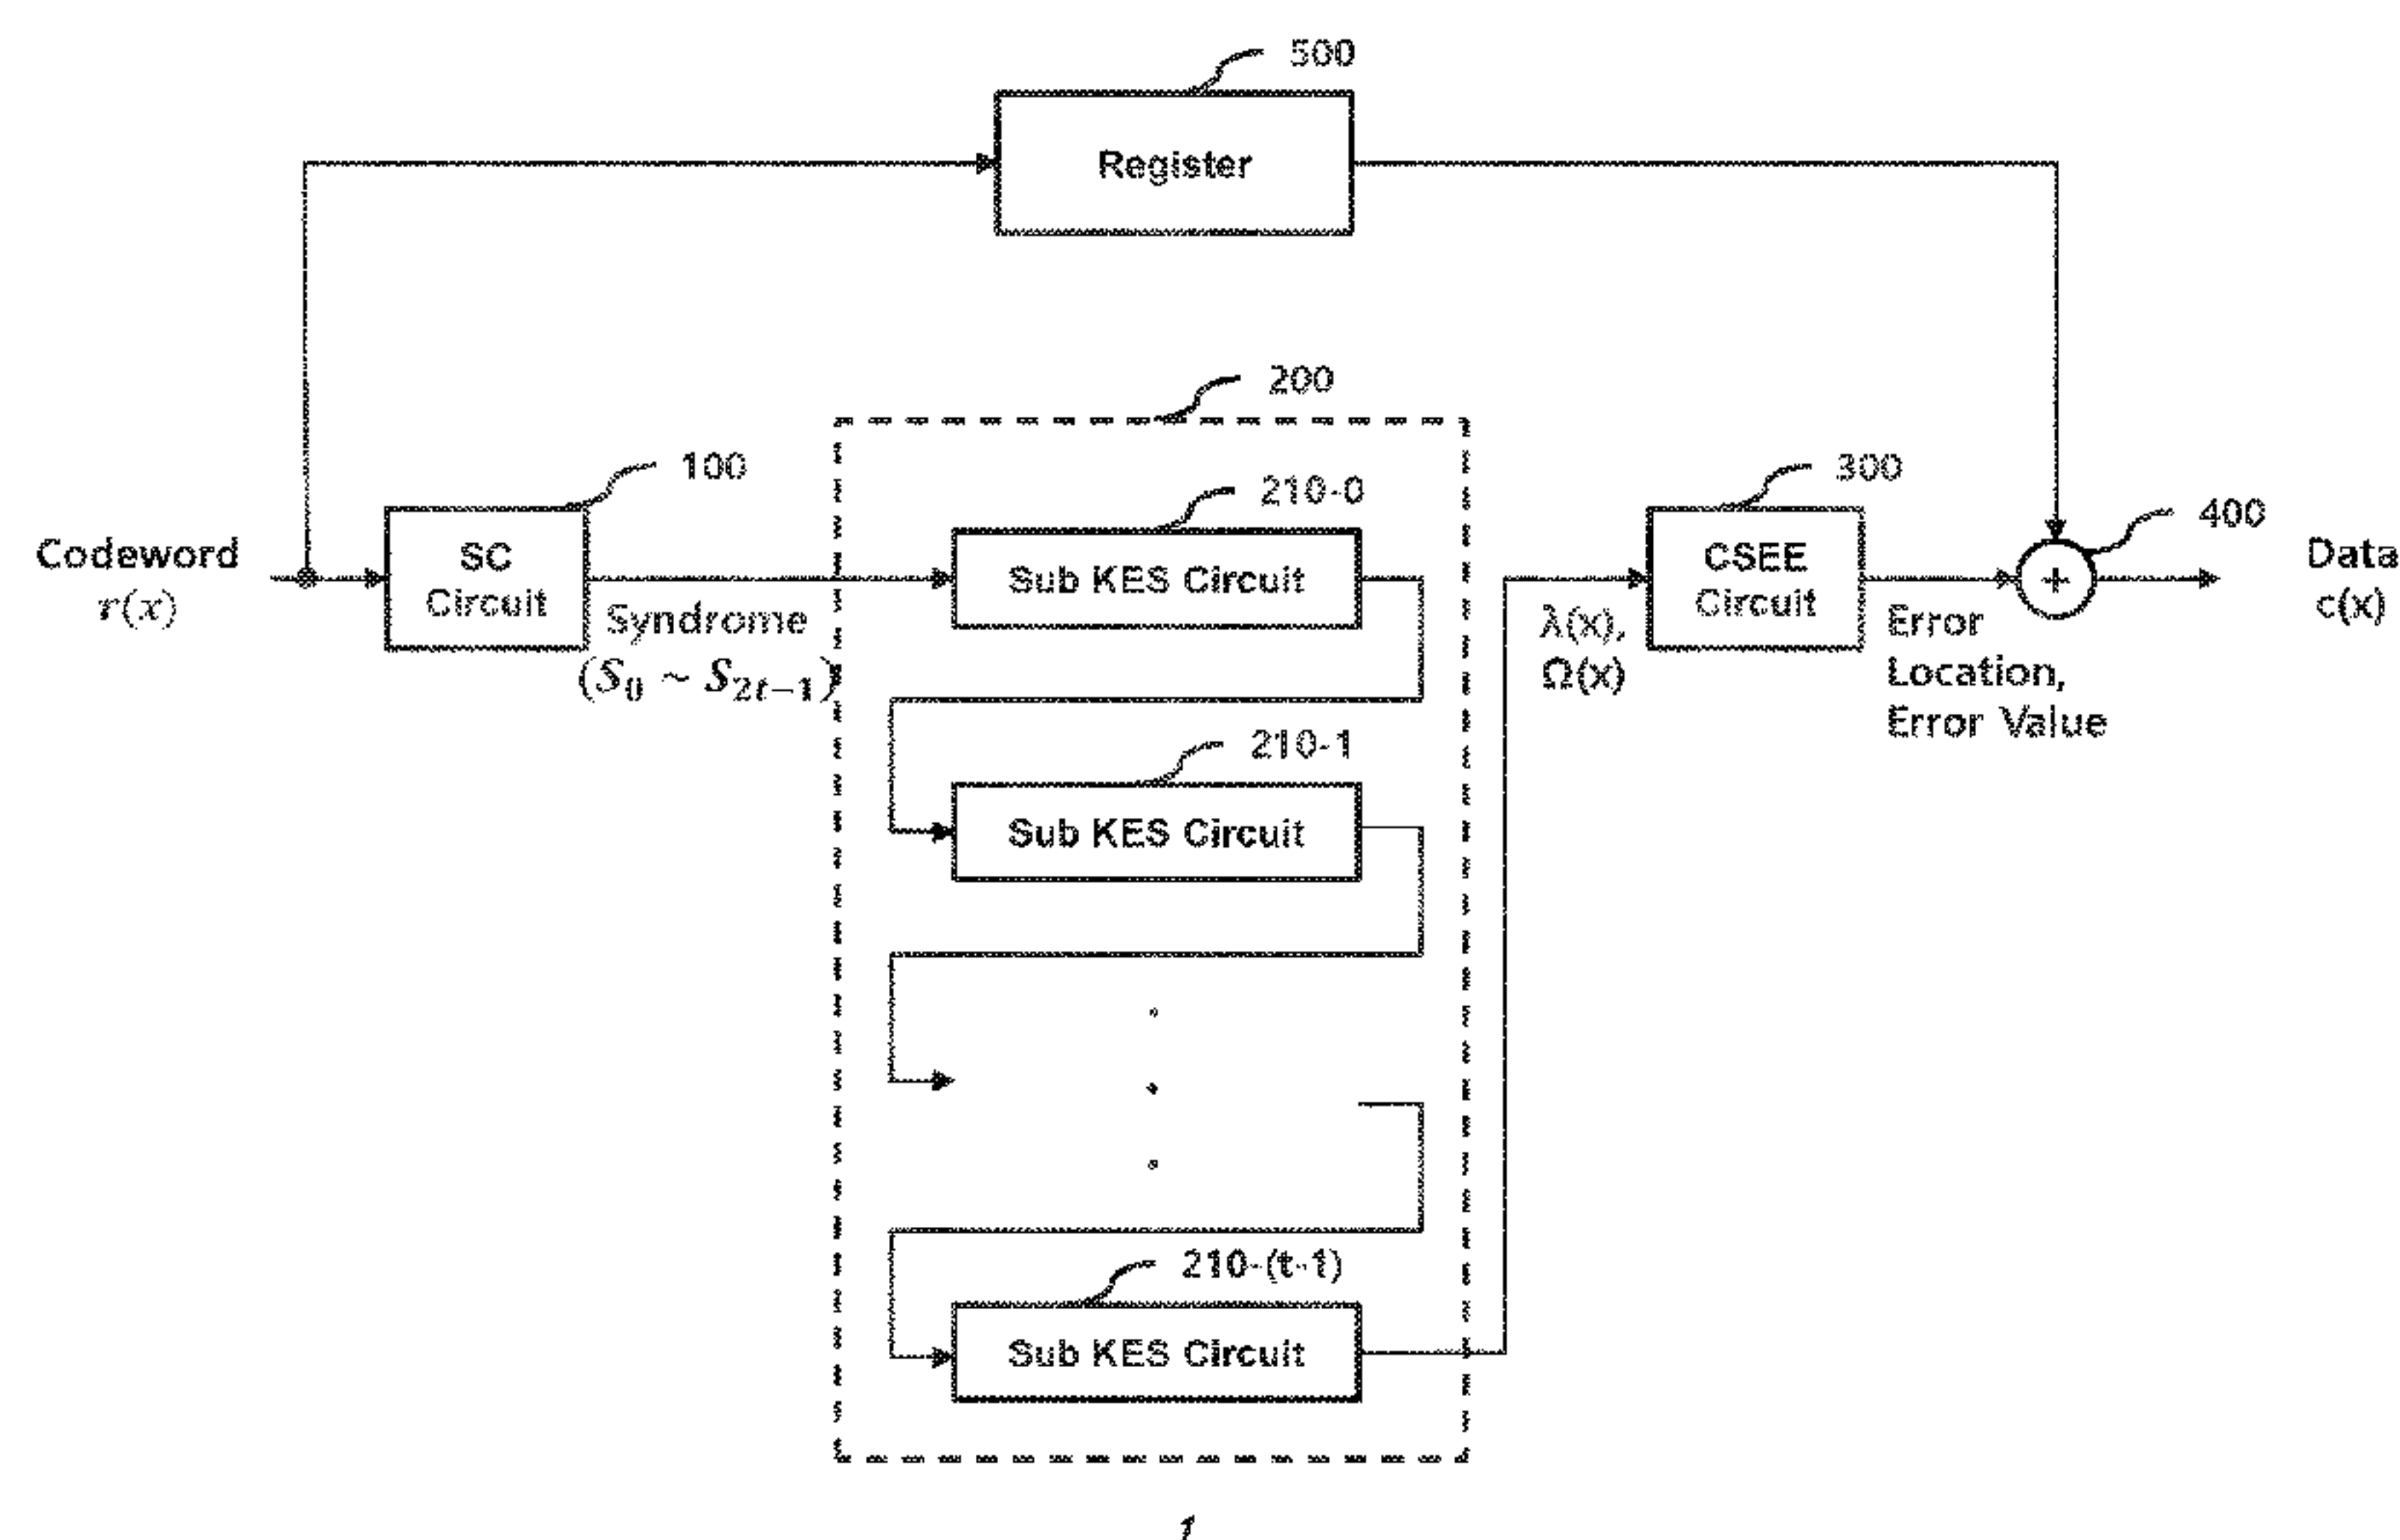 500
Register
200
100
210-0
300
400
Codeword
r(x)
SC
Circuit
Sub KES Circuit
CSEE
Circuit
+
Data
c(x)
Syndrome
(S₀ ~ S₂ₜ₋₁)
λ(x),
Ω(x)
Error
Location,
Error Value
210-1
Sub KES Circuit
210-(t-1)
Sub KES Circuit
1